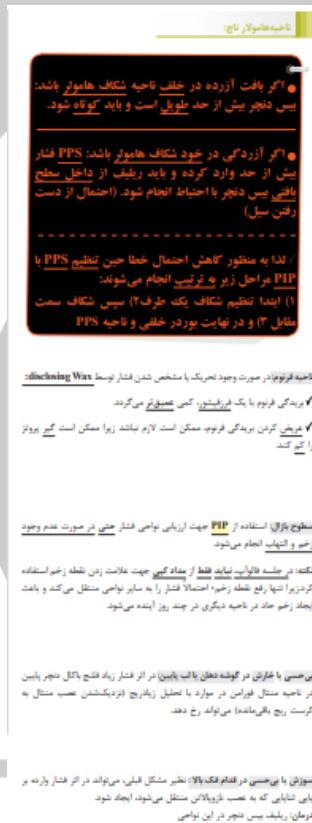 ناحیه‌هامولار ناچ:
● اگر بافت آزرده در خلف ناحیه شکاف هامولر باشد:
بیس دنچر بیش از حد طویل است و باید کوتاه شود.
● اگر آزردگی در خود شکاف هامولر باشد: PPS فشار
بیش از حد وارد کرده و باید ریلیف از داخل سطح
بافتی بیس دنچر با احتیاط انجام شود. (احتمال از دست
رفتن سیل)
✓ لذا به منظور کاهش احتمال خطا حین تنظیم PPS با
PIP مراحل زیر به ترتیب انجام می‌شوند:
۱) ابتدا تنظیم شکاف یک طرف ۲) سپس شکاف سمت
مقابل ۳) و در نهایت بوردر خلفی و ناحیه PPS
ناحیه فرنوم: در صورت وجود تحریک یا مشخص شدن فشار توسط disclosing Wax:
✓ بریدگی فرنوم با یک فرزفیشور، کمی عمیق‌تر می‌گردد.
✓ عریض کردن بریدگی فرنوم، ممکن است لازم نباشد زیرا ممکن است گیر پروتز
را کم کند.
سطوح بازال: استفاده از PIP جهت ارزیابی نواحی فشار حتی در صورت عدم وجود
زخم و التهاب انجام می‌شود.
نکته: در جلسه فالوآپ، نباید فقط از مداد کپی جهت علامت زدن نقطه زخم استفاده
کرد، زیرا تنها رفع نقطه زخم، احتمالا فشار را به سایر نواحی منتقل می‌کند و باعث
ایجاد زخم حاد در ناحیه دیگری در چند روز آینده می‌شود.
بی‌حسی یا خارش در گوشه دهان یا لب پایین: در اثر فشار زیاد فلنج باکال دنچر پایین
در ناحیه منتال فورامن در موارد با تحلیل زیادریج (نزدیک‌شدن عصب منتال به
کرست ریج باقی‌مانده) می‌تواند رخ دهد.
سوزش یا بی‌حسی در قدام فک بالا: نظیر مشکل قبلی، می‌تواند در اثر فشار وارده بر
پاپی ثنایایی که به عصب نازوپالاتن منتقل می‌شود، ایجاد شود.
درمان: ریلیف بیس دنچر در این نواحی